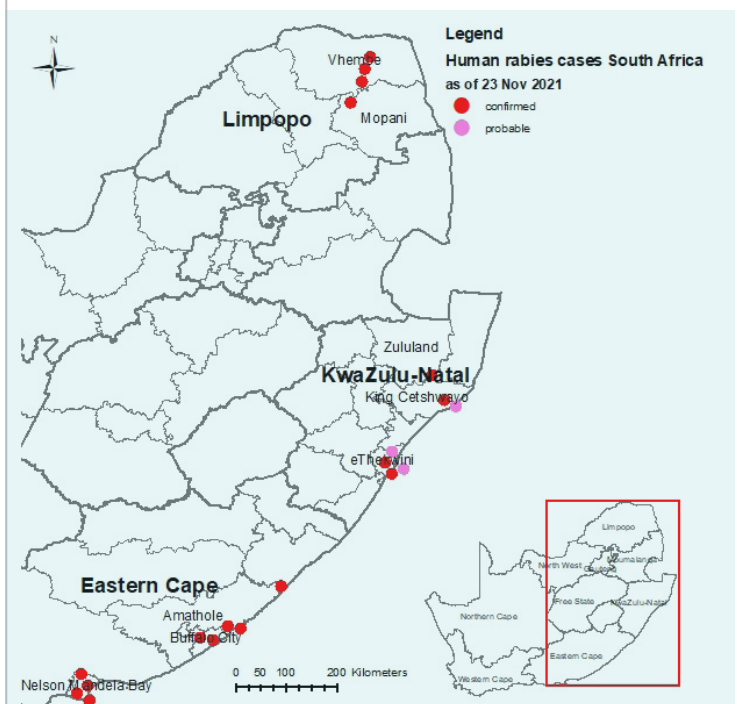 N
Legend
Human rabies cases South Africa
as of 23 Nov 2021
confirmed
probable
Vhembe
Mopani
Limpopo
Zululand
KwaZulu-Natal
King Cetshwayo
eThekwini
Eastern Cape
Amathole
Buffalo City
Nelson Mandela Bay
0 50 100 200 Kilometers
Limpopo
North West
Gauteng
Mpumalanga
Free State
KwaZulu-Natal
Northern Cape
Eastern Cape
Western Cape